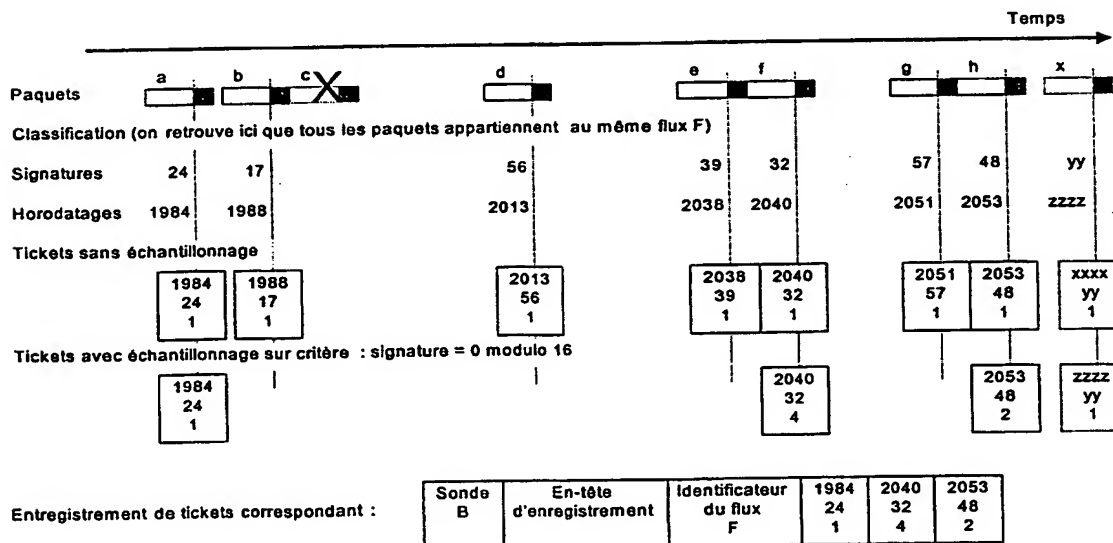 Temps
a b c d e f g h x
Paquets
Classification (on retrouve ici que tous les paquets appartiennent au même flux F)
Signatures 24 17 56 39 32 57 48 yy
Horodatages 1984 1988 2013 2038 2040 2051 2053 zzzz
Tickets sans échantillonnage
1984 1988 2013 2038 2040 2051 2053 xxxx
24 17 56 39 32 57 48 yy
1 1 1 1 1 1 1 1
Tickets avec échantillonnage sur critère : signature = 0 modulo 16
1984 2040 2053 zzzz
24 32 48 yy
1 4 2 1
Sonde En-tête Identificateur 1984 2040 2053
Entregistrement de tickets correspondant : B d'enregistrement du flux 24 32 48
F 1 4 2